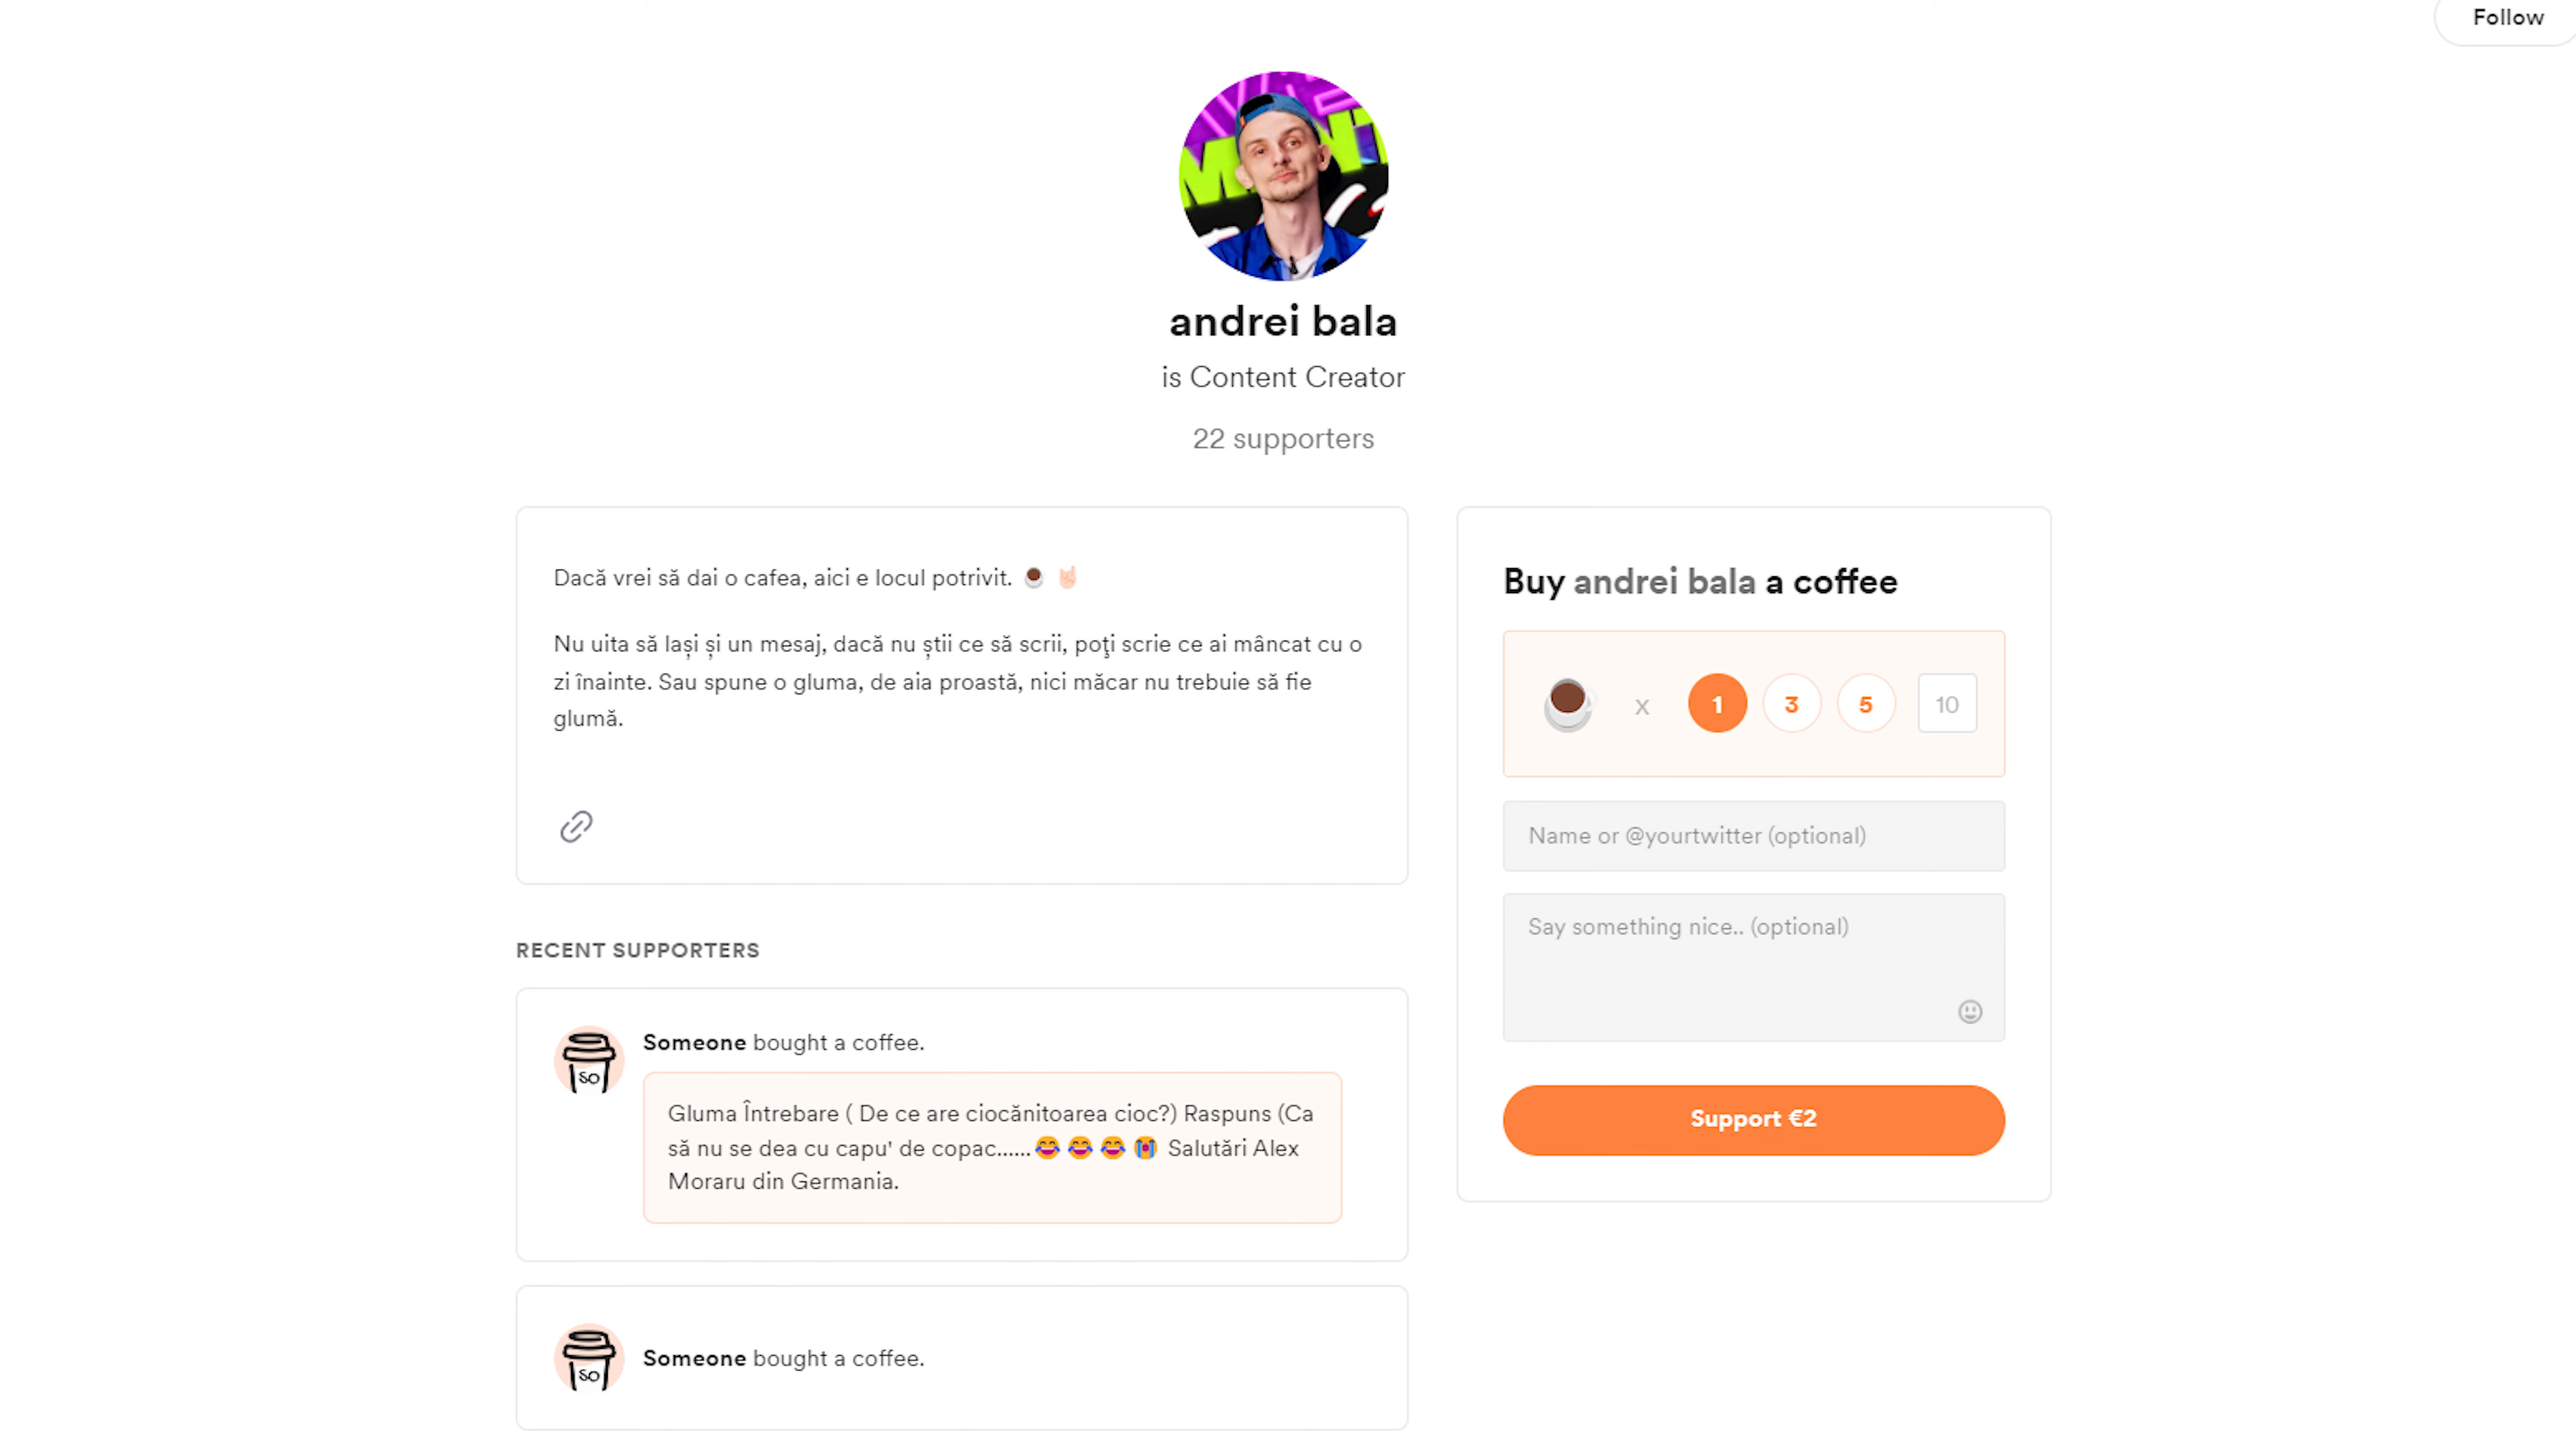 Follow
MENT
andrei bala
is Content Creator
22 supporters
Dacă vrei să dai o cafea, aici e locul potrivit. ☕ 🤘🏻
Nu uita să lași și un mesaj, dacă nu știi ce să scrii, poţi scrie ce ai mâncat cu o
zi înainte. Sau spune o gluma, de aia proastă, nici măcar nu trebuie să fie
glumă.
RECENT SUPPORTERS
SO
Someone bought a coffee.
Gluma Întrebare ( De ce are ciocănitoarea cioc?) Raspuns (Ca
să nu se dea cu capu' de copac......😂 😂 😂 😭 Salutări Alex
Moraru din Germania.
SO
Someone bought a coffee.
Buy andrei bala a coffee
x 1 3 5 10
Name or @yourtwitter (optional)
Say something nice.. (optional)
Support €2